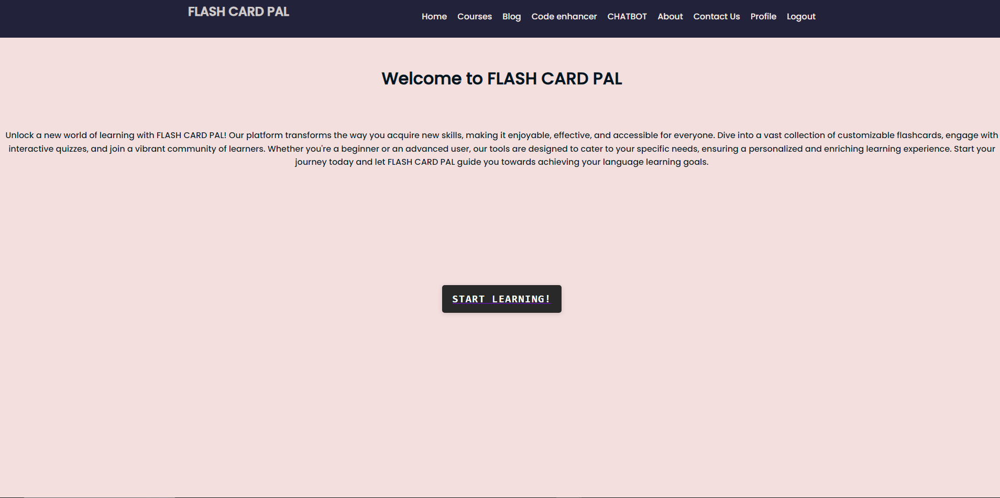 FLASH CARD PAL
Home Courses Blog Code enhancer CHATBOT About Contact Us Profile Logout
Welcome to FLASH CARD PAL
Unlock a new world of learning with FLASH CARD PAL! Our platform transforms the way you acquire new skills, making it enjoyable, effective, and accessible for everyone. Dive into a vast collection of customizable flashcards, engage with
interactive quizzes, and join a vibrant community of learners. Whether you're a beginner or an advanced user, our tools are designed to cater to your specific needs, ensuring a personalized and enriching learning experience. Start your
journey today and let FLASH CARD PAL guide you towards achieving your language learning goals.
START LEARNING!